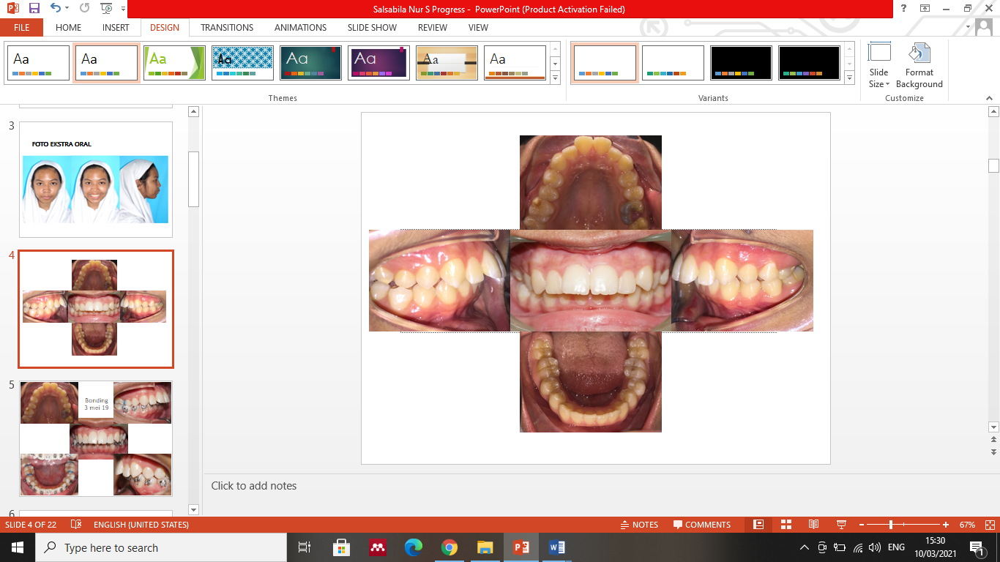 Salsabila Nur S Progress - PowerPoint (Product Activation Failed)
FILE HOME INSERT DESIGN TRANSITIONS ANIMATIONS SLIDE SHOW REVIEW VIEW
Aa Aa Aa Aa Aa Aa Aa Aa
Slide Size
Format Background
Themes
Variants
Customize
3
FOTO EKSTRA ORAL
4
5
Bonding
3 mei 19
6
Click to add notes
SLIDE 4 OF 22 ENGLISH (UNITED STATES) NOTES COMMENTS 67%
Type here to search
ENG
15:30
10/03/2021
1